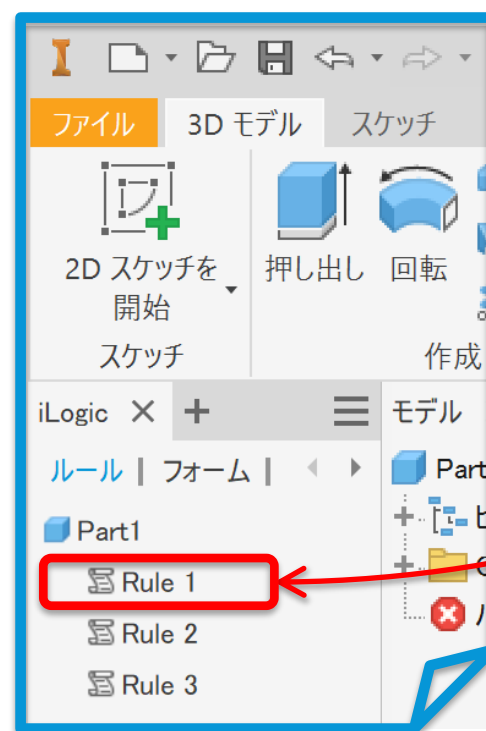 ファイル 3D モデル スケッチ
2D スケッチを
開始
押し出し 回転
スケッチ 作成
iLogic モデル
ルール | フォーム |
Part1 Part
Rule 1
Rule 2
Rule 3